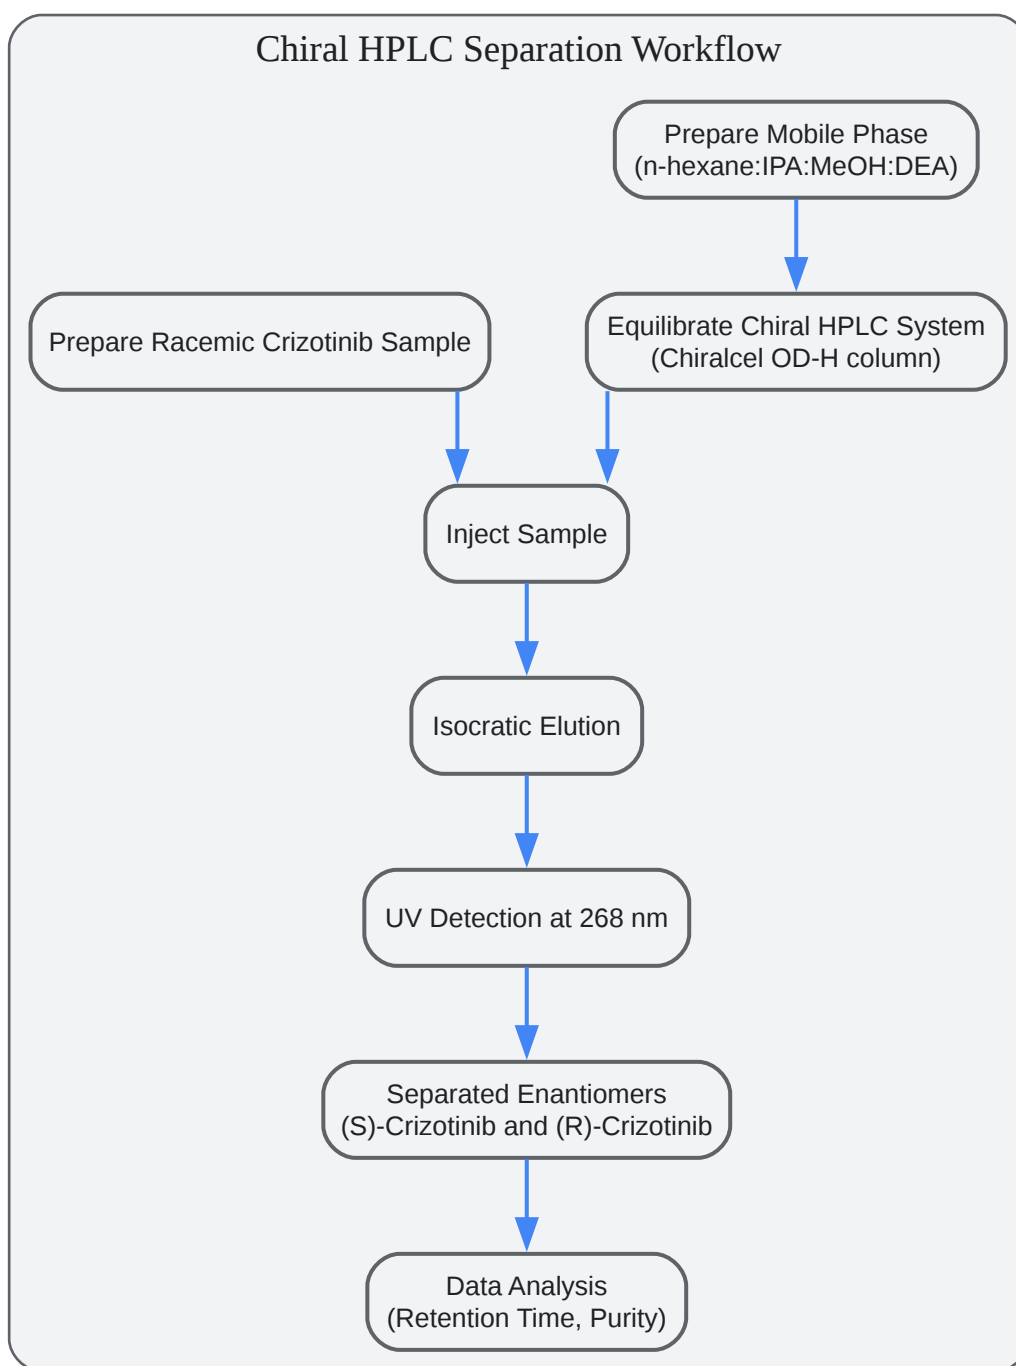 Chiral HPLC Separation Workflow
Prepare Mobile Phase
(n-hexane:IPA:MeOH:DEA)
Prepare Racemic Crizotinib Sample
Equilibrate Chiral HPLC System
(Chiralcel OD-H column)
Inject Sample
Isocratic Elution
UV Detection at 268 nm
Separated Enantiomers
(S)-Crizotinib and (R)-Crizotinib
Data Analysis
(Retention Time, Purity)